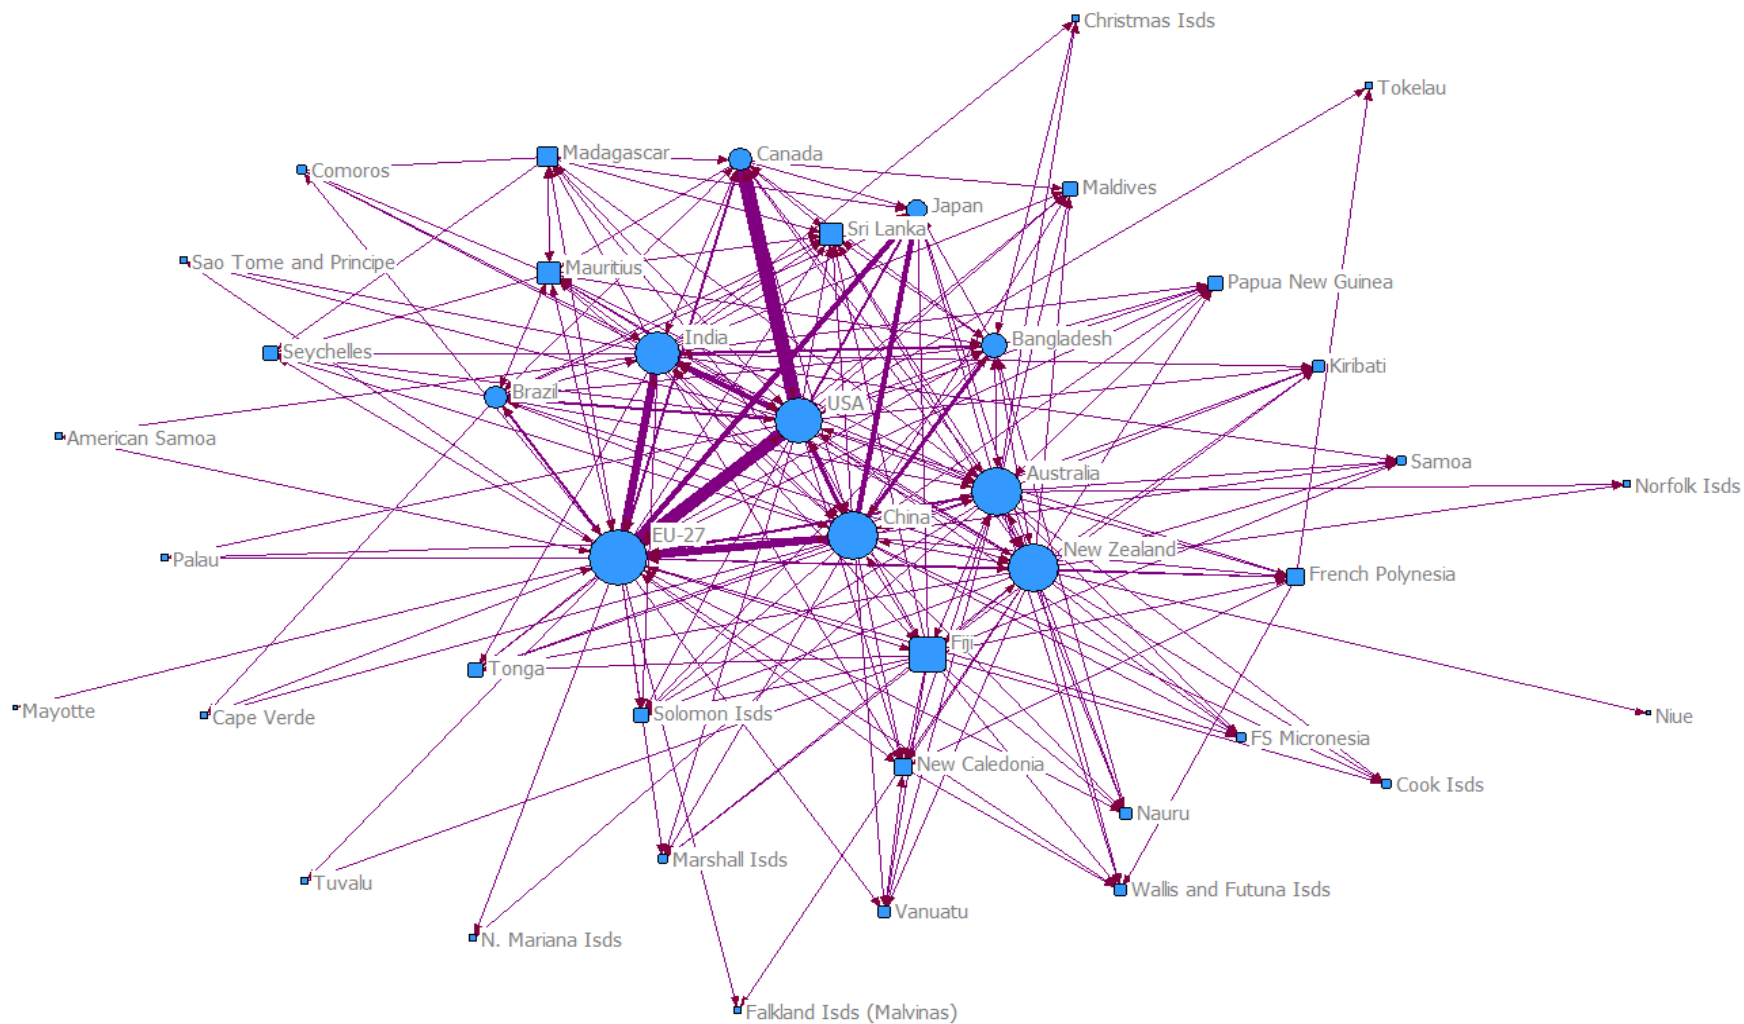 Christmas Isds
Tokelau
Madagascar
Canada
Comoros
Maldives
Japan
Sri Lanka
Sao Tome and Principe
Mauritius
Papua New Guinea
India
Bangladesh
Seychelles
Kiribati
Brazil
USA
American Samoa
Samoa
Australia
Norfolk Isds
China
EU-27
New Zealand
Palau
French Polynesia
Fiji
Tonga
Mayotte
Cape Verde
Solomon Isds
Niue
FS Micronesia
New Caledonia
Cook Isds
Nauru
Marshall Isds
Tuvalu
Wallis and Futuna Isds
Vanuatu
N. Mariana Isds
Falkland Isds (Malvinas)